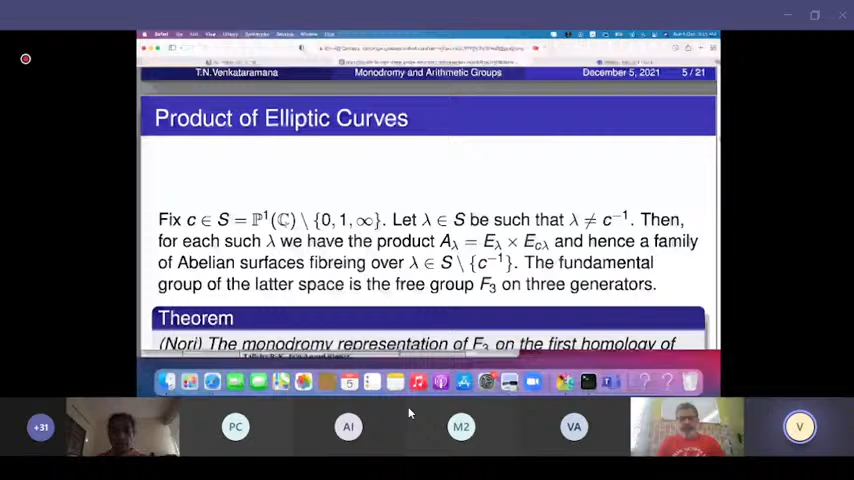 T.N.Venkataramana Monodromy and Arithmetic Groups December 5, 2021 5 / 21
Product of Elliptic Curves
Fix c ∈ S = ℙ¹(ℂ) \ {0, 1, ∞}. Let λ ∈ S be such that λ ≠ c⁻¹. Then,
for each such λ we have the product A_λ = E_λ × E_cλ and hence a family
of Abelian surfaces fibreing over λ ∈ S \ {c⁻¹}. The fundamental
group of the latter space is the free group F₃ on three generators.
Theorem
(Nori) The monodromy representation of F₃ on the first homology of
+31 PC AI M2 VA V